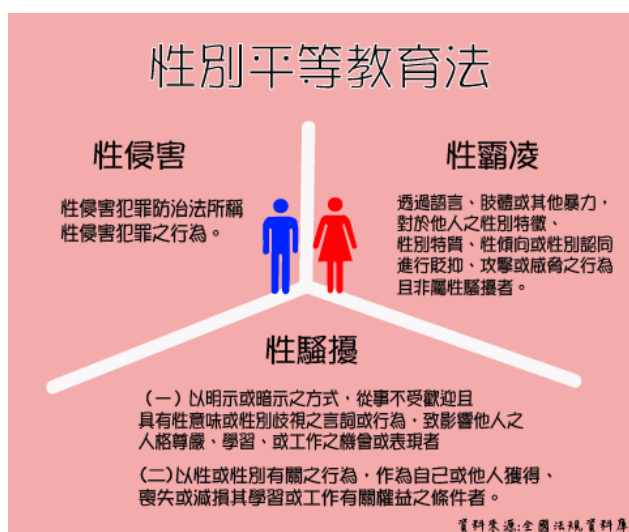 性別平等教育法
性侵害
性侵害犯罪防治法所稱
性侵害犯罪之行為。
性霸凌
透過語言、肢體或其他暴力，
對於他人之性別特徵、
性別特質、性傾向或性別認同
進行貶抑、攻擊或威脅之行為
且非屬性騷擾者。
性騷擾
(一)以明示或暗示之方式，從事不受歡迎且
具有性意味或性別歧視之言詞或行為，致影響他人之
人格尊嚴、學習、或工作之機會或表現者
(二)以性或性別有關之行為，作為自己或他人獲得、
喪失或減損其學習或工作有關權益之條件者。
資料來源:全國法規資料庫